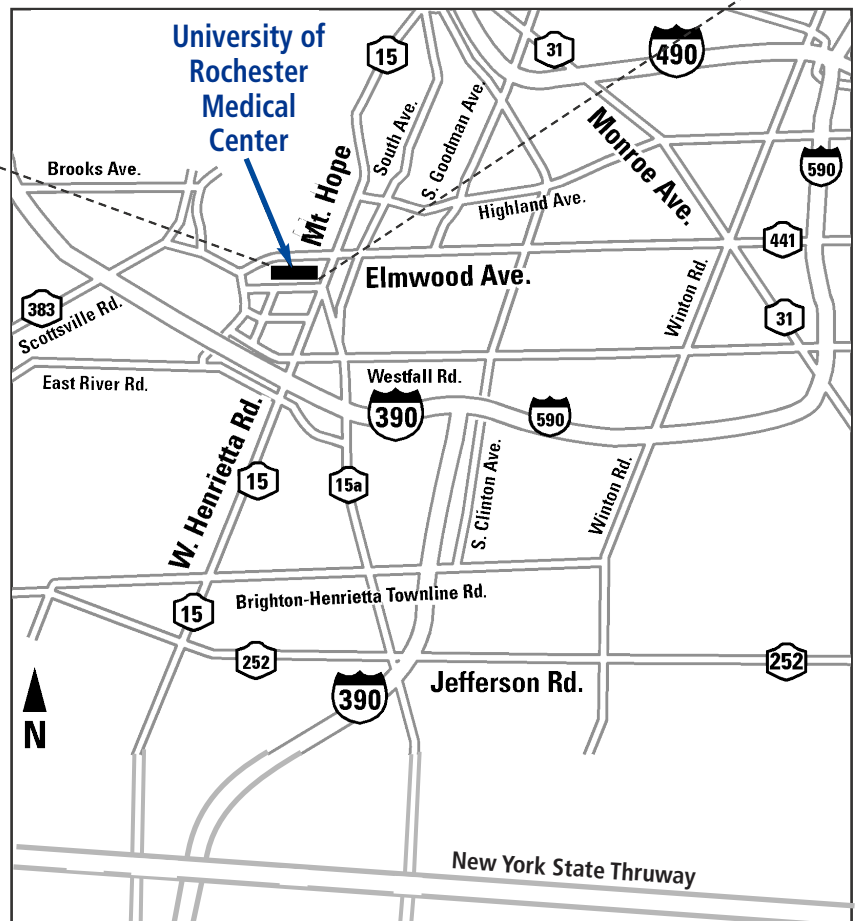 University of
Rochester
Medical
Center
15
31
490
Monroe Ave.
South Ave.
S. Goodman Ave.
590
Brooks Ave.
Mt. Hope
Highland Ave.
441
Elmwood Ave.
Winton Rd.
383
Scottsville Rd.
31
East River Rd.
Westfall Rd.
390
590
W. Henrietta Rd.
15
15a
S. Clinton Ave.
Winton Rd.
Brighton-Henrietta Townline Rd.
15
252
252
390
Jefferson Rd.
N
New York State Thruway